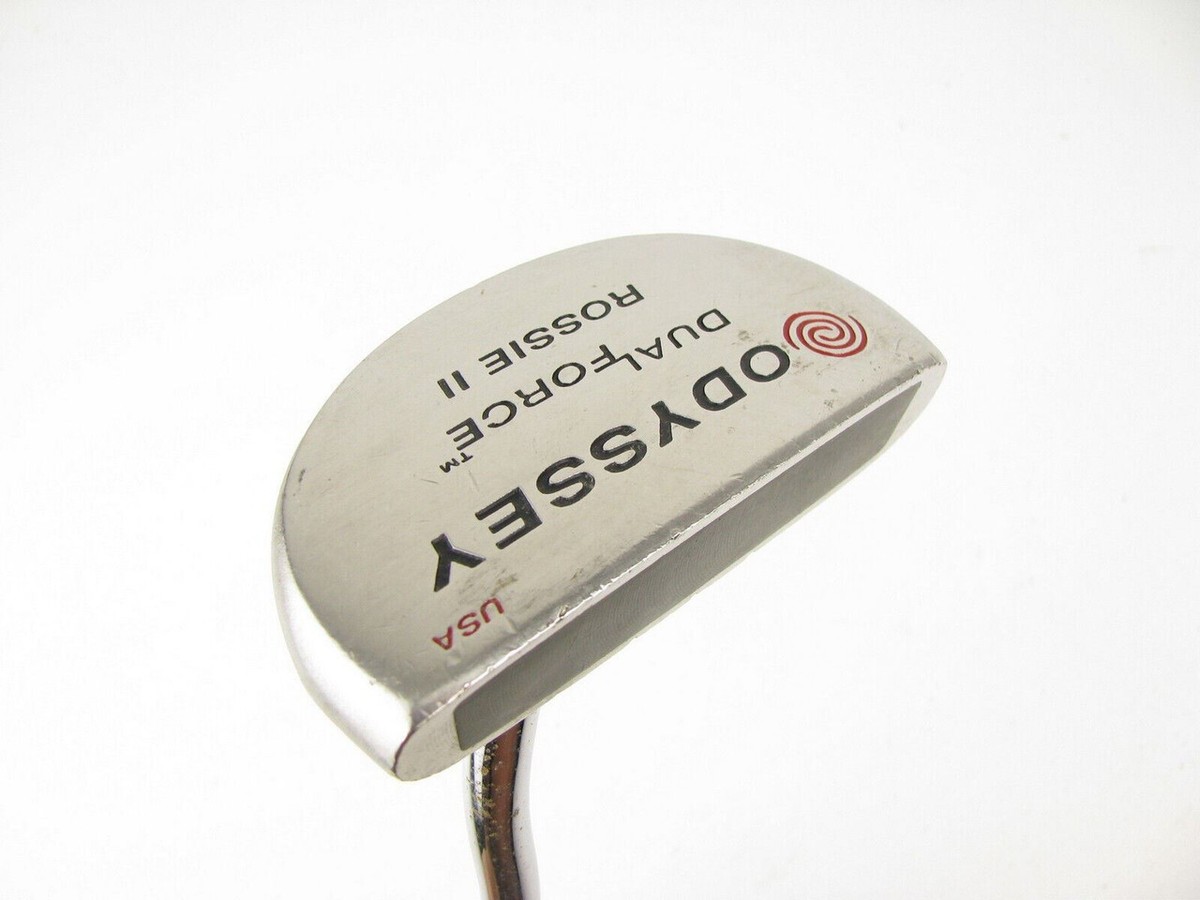 ODYSSEY
DUALFORCE™
ROSSIE II
USA